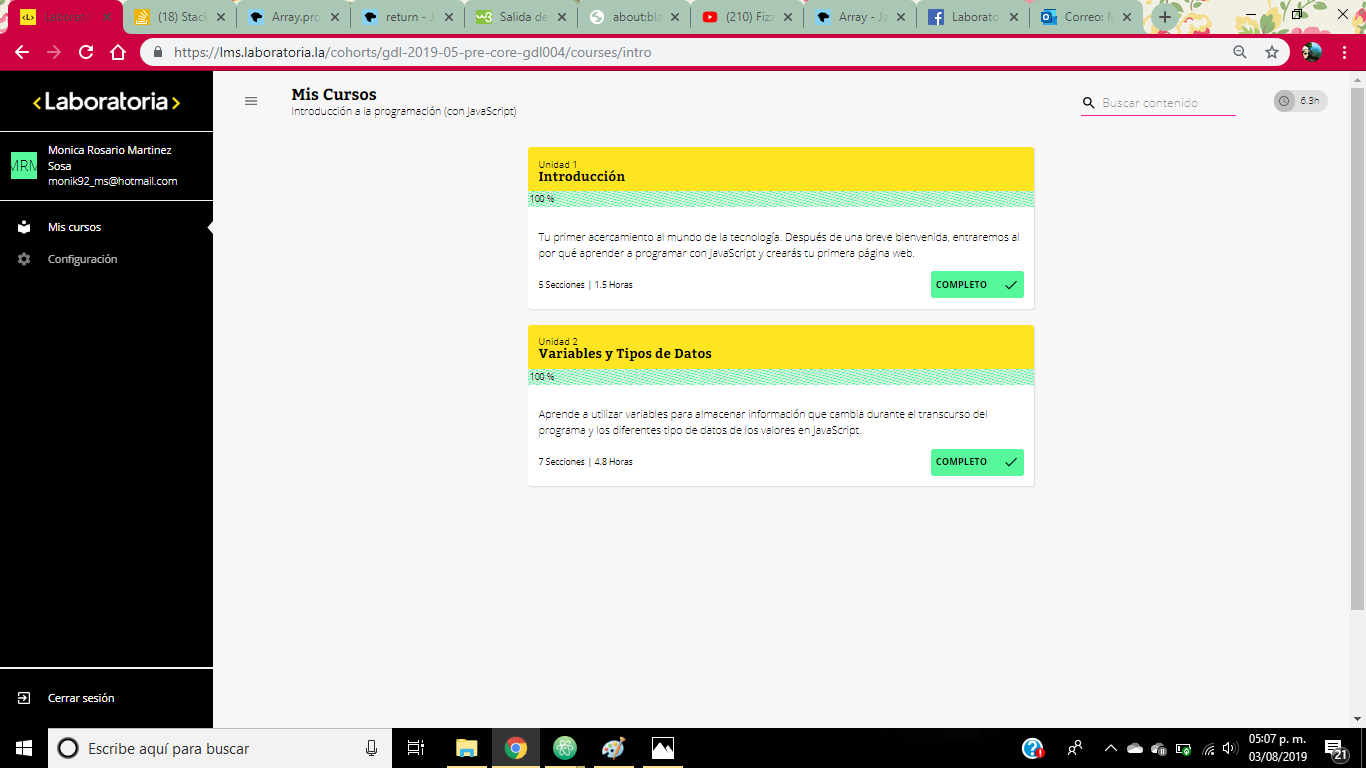 Laboratoria
(18) Stack
Array.pro
return - J
Salida de
about:bla
(210) Fizz
Array - Ja
Laborato
Correo: M
https://lms.laboratoria.la/cohorts/gdl-2019-05-pre-core-gdl004/courses/intro
<Laboratoria>
Mis Cursos
Introducción a la programación (con JavaScript)
Buscar contenido
6.3h
MRM
Monica Rosario Martinez
Sosa
monik92_ms@hotmail.com
Mis cursos
Configuración
Unidad 1
Introducción
100 %
Tu primer acercamiento al mundo de la tecnología. Después de una breve bienvenida, entraremos al
por qué aprender a programar con JavaScript y crearás tu primera página web.
5 Secciones | 1.5 Horas
COMPLETO
Unidad 2
Variables y Tipos de Datos
100 %
Aprende a utilizar variables para almacenar información que cambia durante el transcurso del
programa y los diferentes tipo de datos de los valores en JavaScript.
7 Secciones | 4.8 Horas
COMPLETO
Cerrar sesión
Escribe aquí para buscar
05:07 p. m.
03/08/2019
21